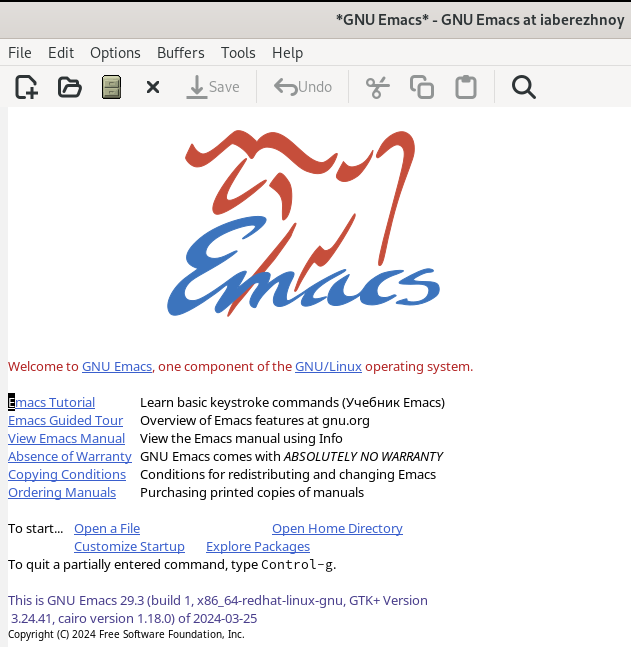 *GNU Emacs* - GNU Emacs at iaberezhnoy
File Edit Options Buffers Tools Help
Save Undo
Emacs
Welcome to GNU Emacs, one component of the GNU/Linux operating system.
Emacs Tutorial Learn basic keystroke commands (Учебник Emacs)
Emacs Guided Tour Overview of Emacs features at gnu.org
View Emacs Manual View the Emacs manual using Info
Absence of Warranty GNU Emacs comes with ABSOLUTELY NO WARRANTY
Copying Conditions Conditions for redistributing and changing Emacs
Ordering Manuals Purchasing printed copies of manuals
To start... Open a File Open Home Directory
Customize Startup Explore Packages
To quit a partially entered command, type Control-g.
This is GNU Emacs 29.3 (build 1, x86_64-redhat-linux-gnu, GTK+ Version
3.24.41, cairo version 1.18.0) of 2024-03-25
Copyright (C) 2024 Free Software Foundation, Inc.